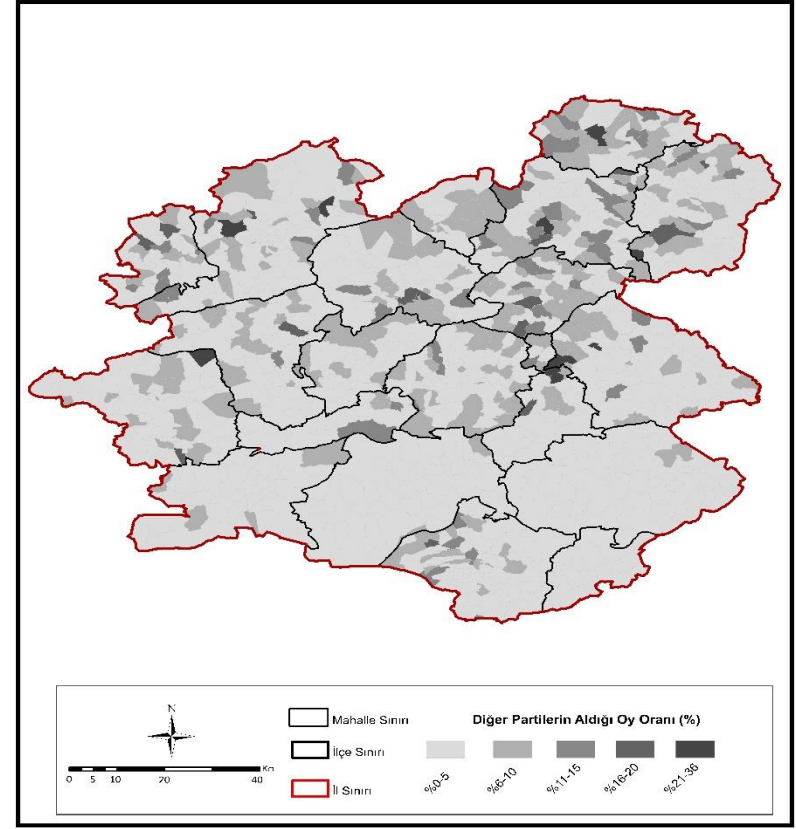 N
0 5 10 20 40
Km
Mahalle Sınırı
İlçe Sınırı
İl Sınırı
Diğer Partilerin Aldığı Oy Oranı (%)
%0-5
%6-10
%11-15
%16-20
%21-36